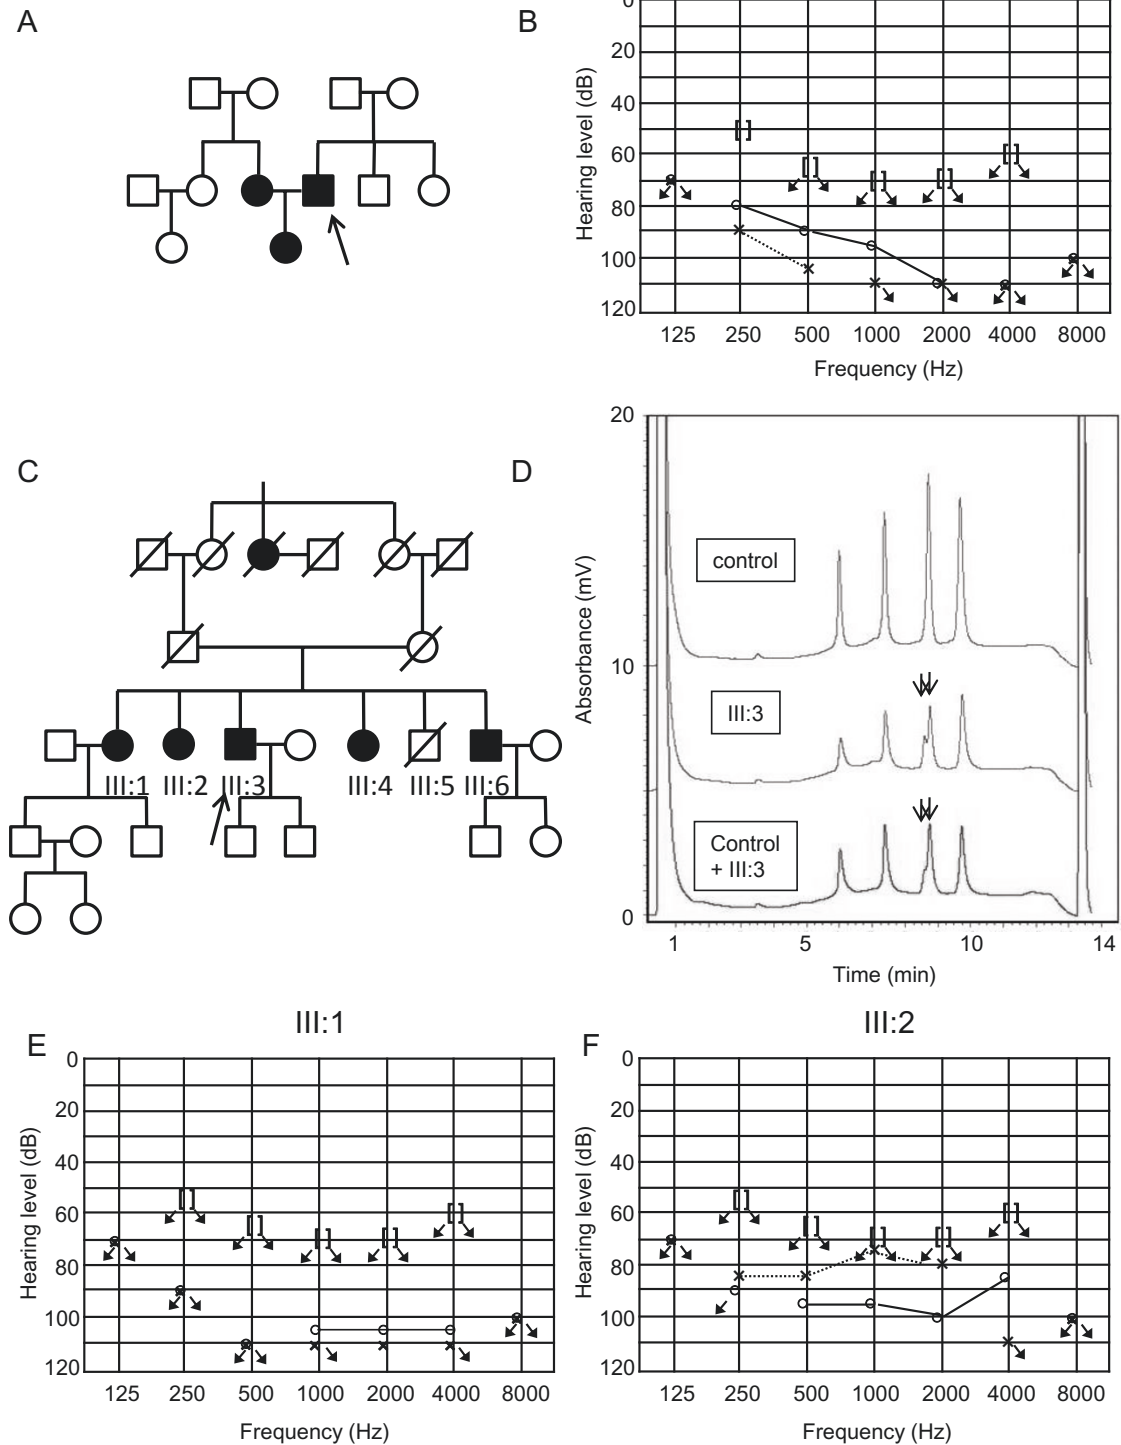 A
B
0
20
40
60
80
100
120
Hearing level (dB)
125 250 500 1000 2000 4000 8000
Frequency (Hz)
C
III:1 III:2 III:3 III:4 III:5 III:6
D
20
10
0
Absorbance (mV)
control
III:3
Control
+ III:3
1 5 10 14
Time (min)
III:1
E
0
20
40
60
80
100
120
Hearing level (dB)
125 250 500 1000 2000 4000 8000
Frequency (Hz)
III:2
F
0
20
40
60
80
100
120
Hearing level (dB)
125 250 500 1000 2000 4000 8000
Frequency (Hz)